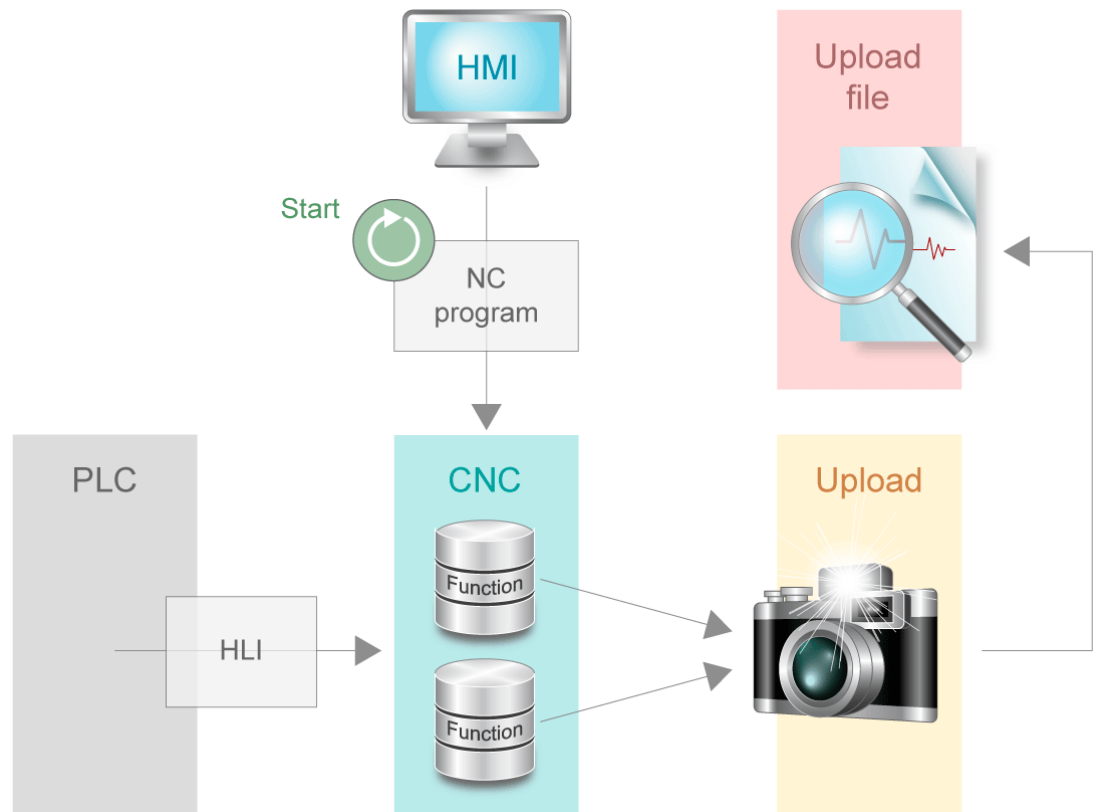 HMI
Upload
file
Start
NC
program
PLC
CNC
Upload
Function
HLI
Function